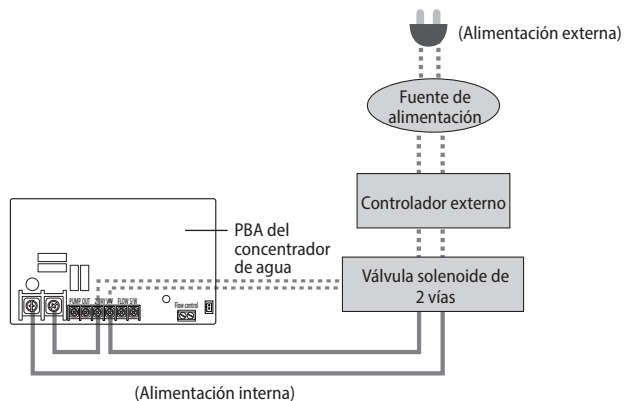 (Alimentación externa)
Fuente de
alimentación
Controlador externo
PBA del
concentrador
de agua
Válvula solenoide de
2 vías
PUMP OUT
FLOW S/W
Flow control
(Alimentación interna)